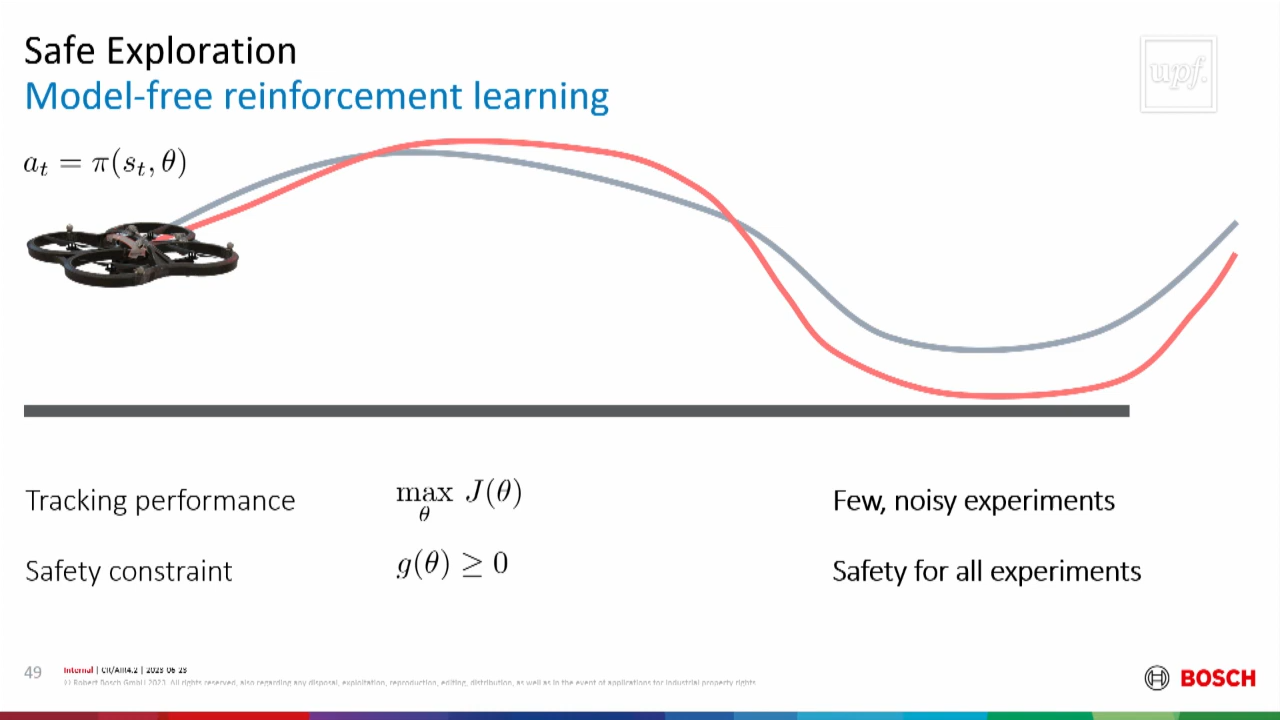 Safe Exploration
Model-free reinforcement learning
upf.
a_t = π(s_t, θ)
Tracking performance
max_θ J(θ)
Few, noisy experiments
Safety constraint
g(θ) ≥ 0
Safety for all experiments
49
Internal | CR/AIR4.2 | 2023-06-23
© Robert Bosch GmbH 2023. All rights reserved, also regarding any disposal, exploitation, reproduction, editing, distribution, as well as in the event of applications for industrial property rights.
BOSCH